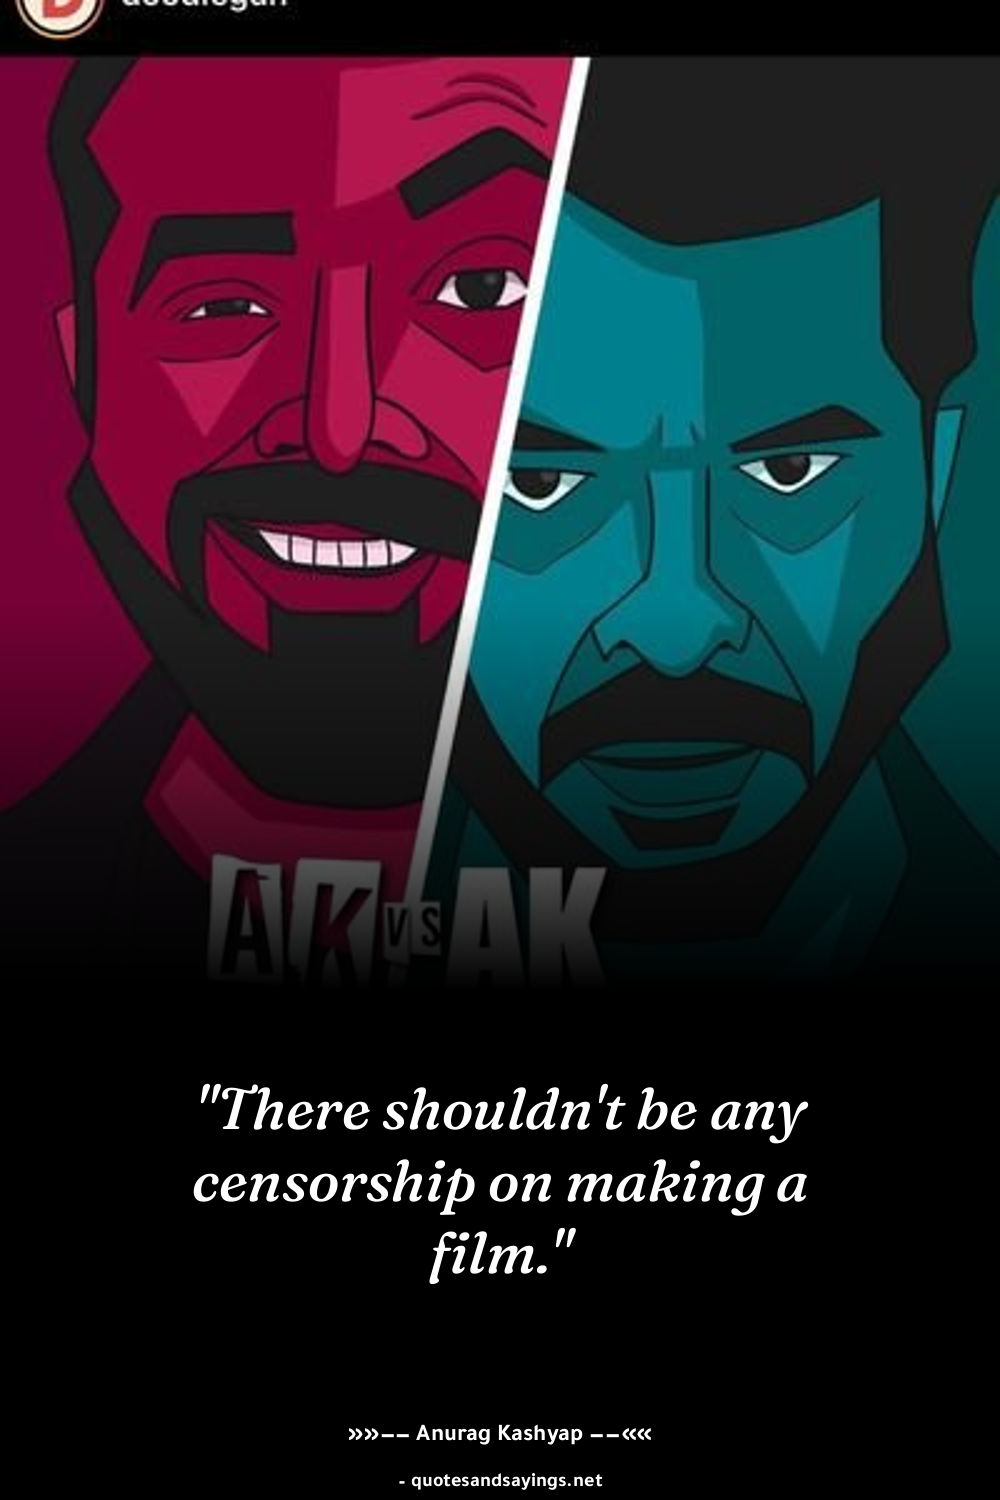 AK VS AK
"There shouldn't be any
censorship on making a
film."
»»–– Anurag Kashyap ––««
- quotesandsayings.net